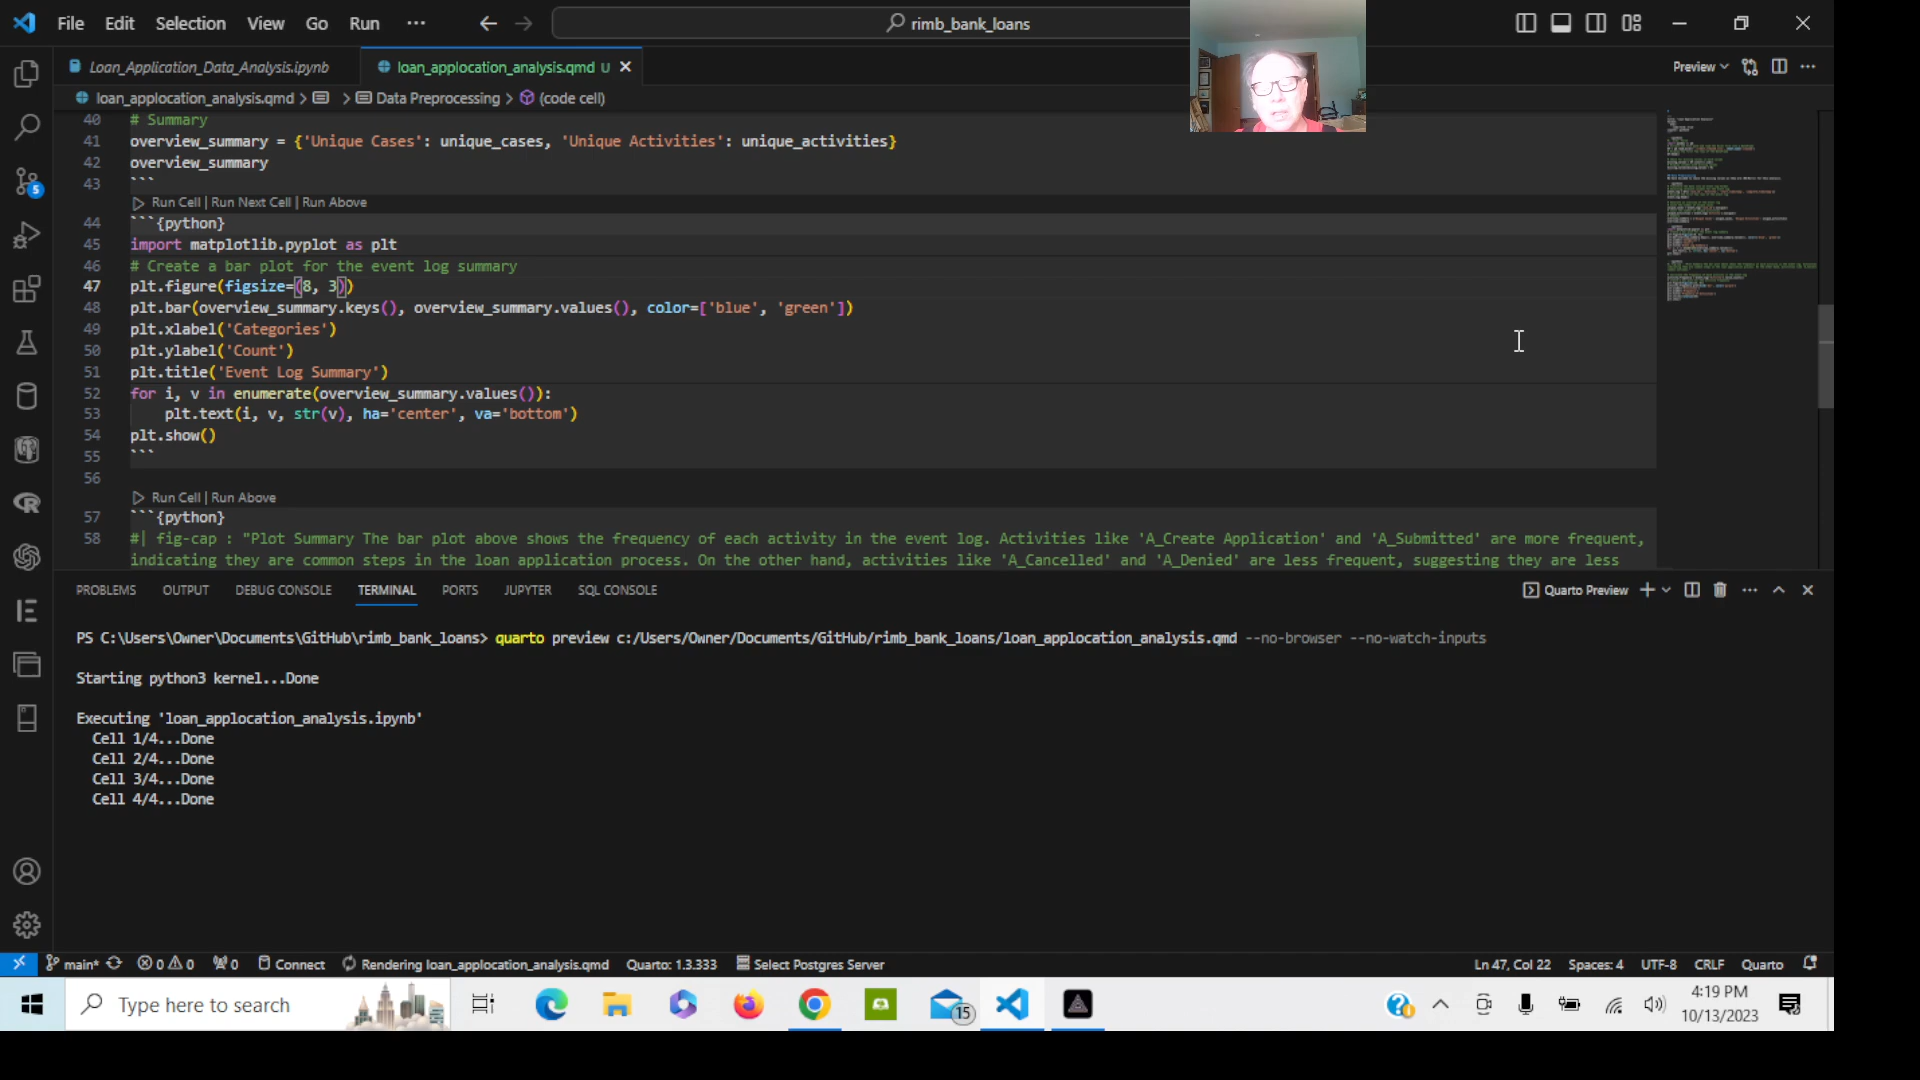 File Edit Selection View Go Run ···
rimb_bank_loans
Loan_Application_Data_Analysis.ipynb
loan_applocation_analysis.qmd U
Preview
loan_applocation_analysis.qmd > > Data Preprocessing > (code cell)
40 # Summary
41 overview_summary = {'Unique Cases': unique_cases, 'Unique Activities': unique_activities}
42 overview_summary
43 ```
Run Cell | Run Next Cell | Run Above
44 ```{python}
45 import matplotlib.pyplot as plt
46 # Create a bar plot for the event log summary
47 plt.figure(figsize=(8, 3))
48 plt.bar(overview_summary.keys(), overview_summary.values(), color=['blue', 'green'])
49 plt.xlabel('Categories')
50 plt.ylabel('Count')
51 plt.title('Event Log Summary')
52 for i, v in enumerate(overview_summary.values()):
53 plt.text(i, v, str(v), ha='center', va='bottom')
54 plt.show()
55 ```
56
Run Cell | Run Above
57 ```{python}
58 #| fig-cap : "Plot Summary The bar plot above shows the frequency of each activity in the event log. Activities like 'A_Create Application' and 'A_Submitted' are more frequent,
indicating they are common steps in the loan application process. On the other hand, activities like 'A_Cancelled' and 'A_Denied' are less frequent, suggesting they are less
PROBLEMS OUTPUT DEBUG CONSOLE TERMINAL PORTS JUPYTER SQL CONSOLE
Quarto Preview
PS C:\Users\Owner\Documents\GitHub\rimb_bank_loans> quarto preview c:/Users/Owner/Documents/GitHub/rimb_bank_loans/loan_applocation_analysis.qmd --no-browser --no-watch-inputs
Starting python3 kernel...Done
Executing 'loan_applocation_analysis.ipynb'
Cell 1/4...Done
Cell 2/4...Done
Cell 3/4...Done
Cell 4/4...Done
5
main* 0 0 0 Connect Rendering loan_applocation_analysis.qmd Quarto: 1.3.333 Select Postgres Server
Ln 47, Col 22 Spaces: 4 UTF-8 CRLF Quarto
Type here to search
15
4:19 PM
10/13/2023